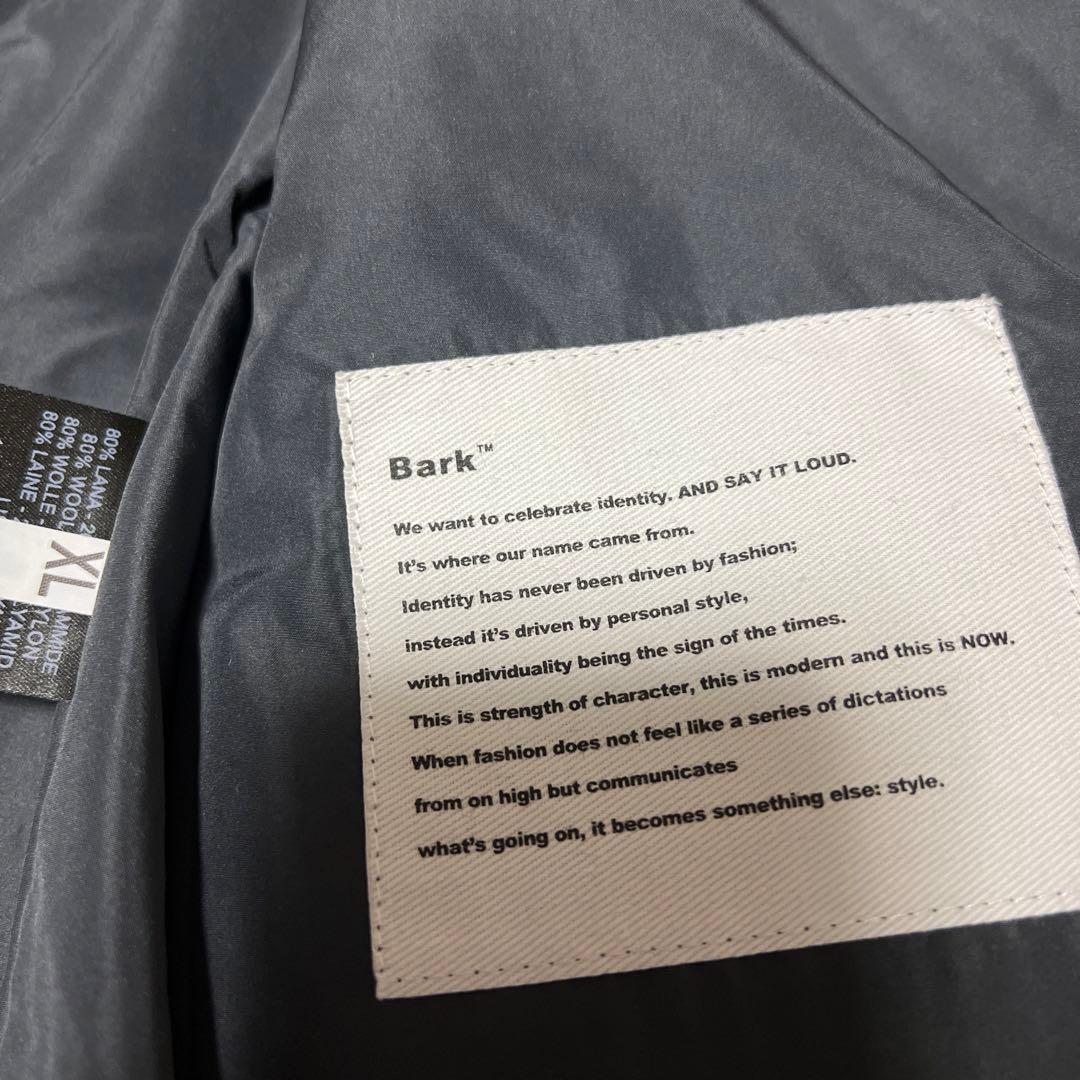 Bark™
We want to celebrate identity. AND SAY IT LOUD.
It's where our name came from.
Identity has never been driven by fashion;
instead it's driven by personal style,
with individuality being the sign of the times.
This is strength of character, this is modern and this is NOW.
When fashion does not feel like a series of dictations
from on high but communicates
what's going on, it becomes something else: style.
80% LANA - 2
80% WOOL
80% WOLLE
80% LAINE -
XL